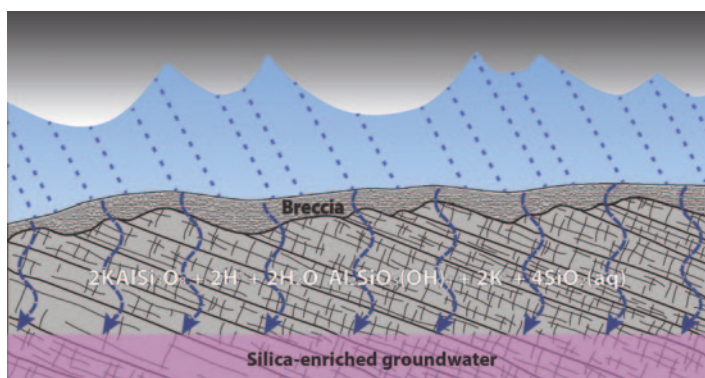 Breccia
2KAlSi O + 2H + 2H O Al SiO (OH) + 2K + 4SiO (aq)
Silica-enriched groundwater